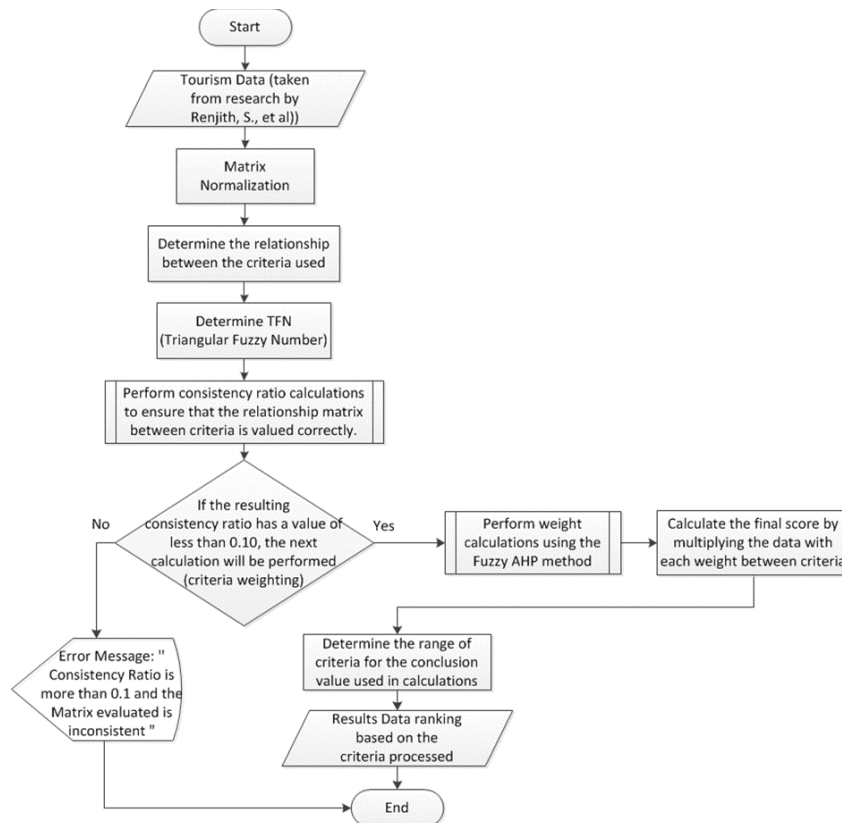 Start
Tourism Data (taken
from research by
Renjith, S., et al))
Matrix
Normalization
Determine the relationship
between the criteria used
Determine TFN
(Triangular Fuzzy Number)
Perform consistency ratio calculations
to ensure that the relationship matrix
between criteria is valued correctly.
If the resulting
consistency ratio has a value of
less than 0.10, the next
calculation will be performed
(criteria weighting)
No
Yes
Perform weight
calculations using the
Fuzzy AHP method
Calculate the final score by
multiplying the data with
each weight between criteria
Error Message: "
Consistency Ratio is
more than 0.1 and the
Matrix evaluated is
inconsistent "
Determine the range of
criteria for the conclusion
value used in calculations
Results Data ranking
based on the
criteria processed
End